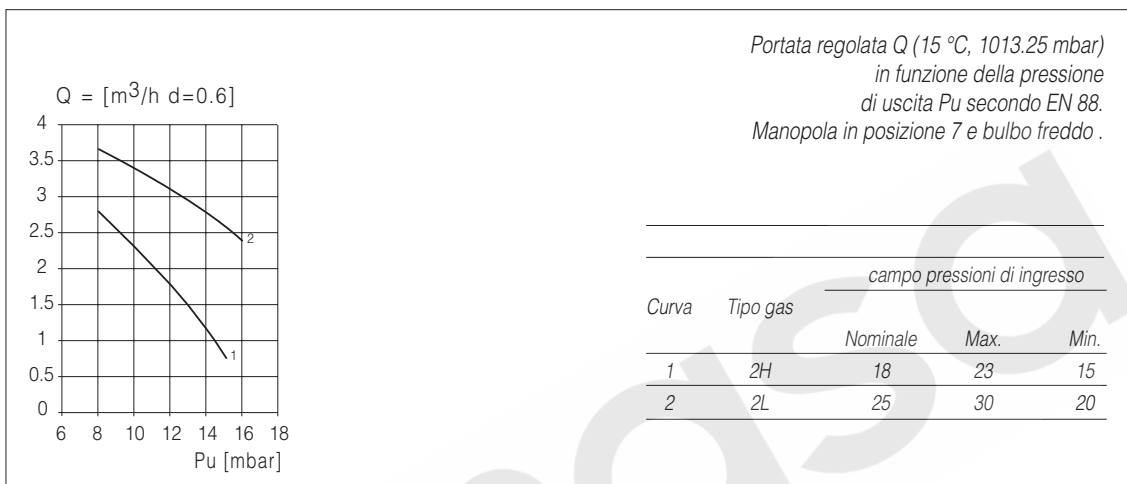 Portata regolata Q (15 °C, 1013.25 mbar)
in funzione della pressione
di uscita Pu secondo EN 88.
Manopola in posizione 7 e bulbo freddo .
Q = [m³/h d=0.6]
4
3.5
3
2.5
2
1.5
1
0.5
0
6 8 10 12 14 16 18
Pu [mbar]
2
1
campo pressioni di ingresso
Curva Tipo gas
Nominale Max. Min.
1 2H 18 23 15
2 2L 25 30 20